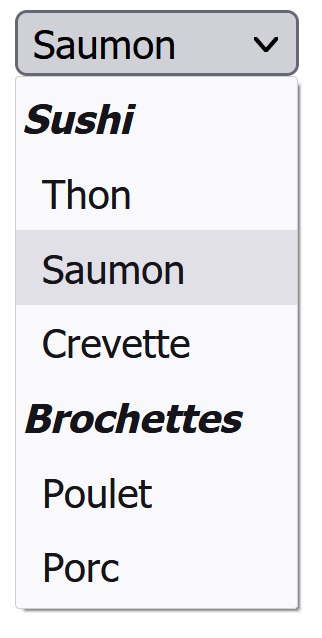 Saumon
Sushi
Thon
Saumon
Crevette
Brochettes
Poulet
Porc